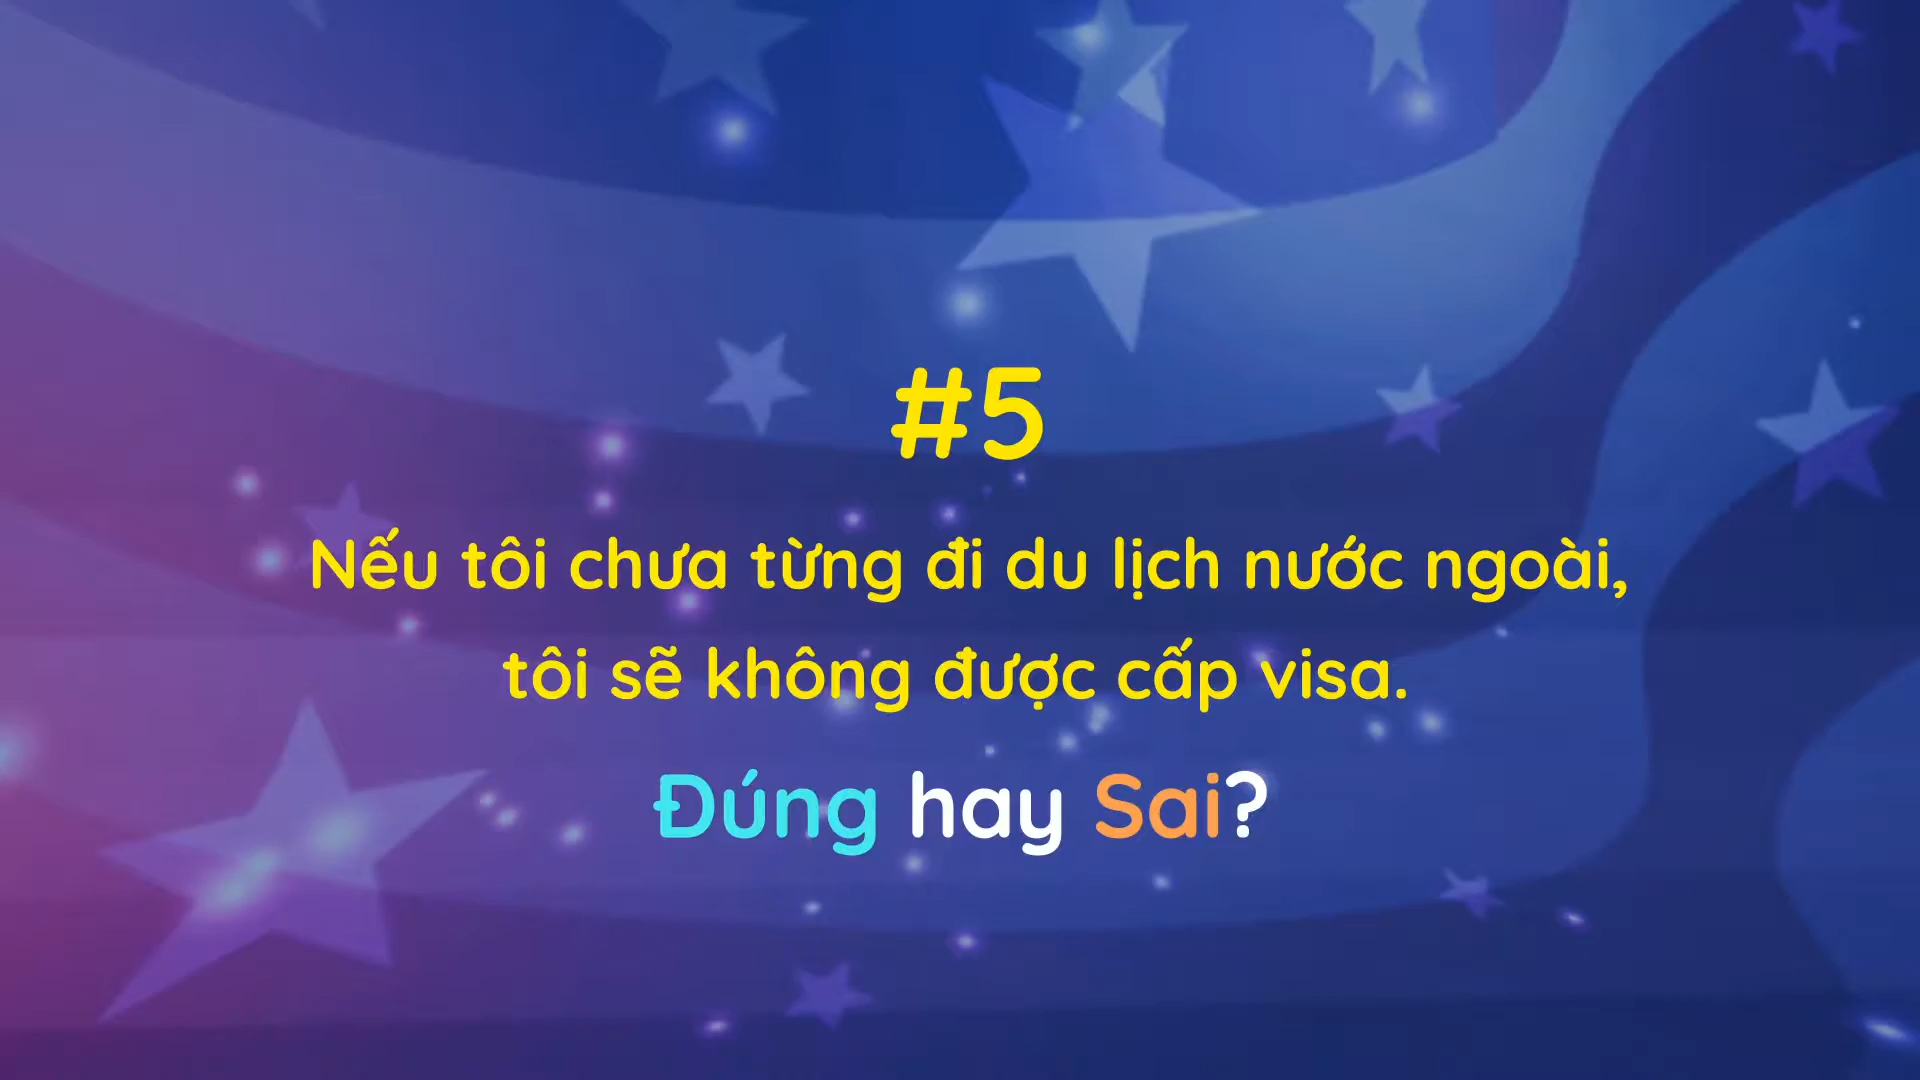 #5
Nếu tôi chưa từng đi du lịch nước ngoài,
tôi sẽ không được cấp visa.
Đúng hay Sai?